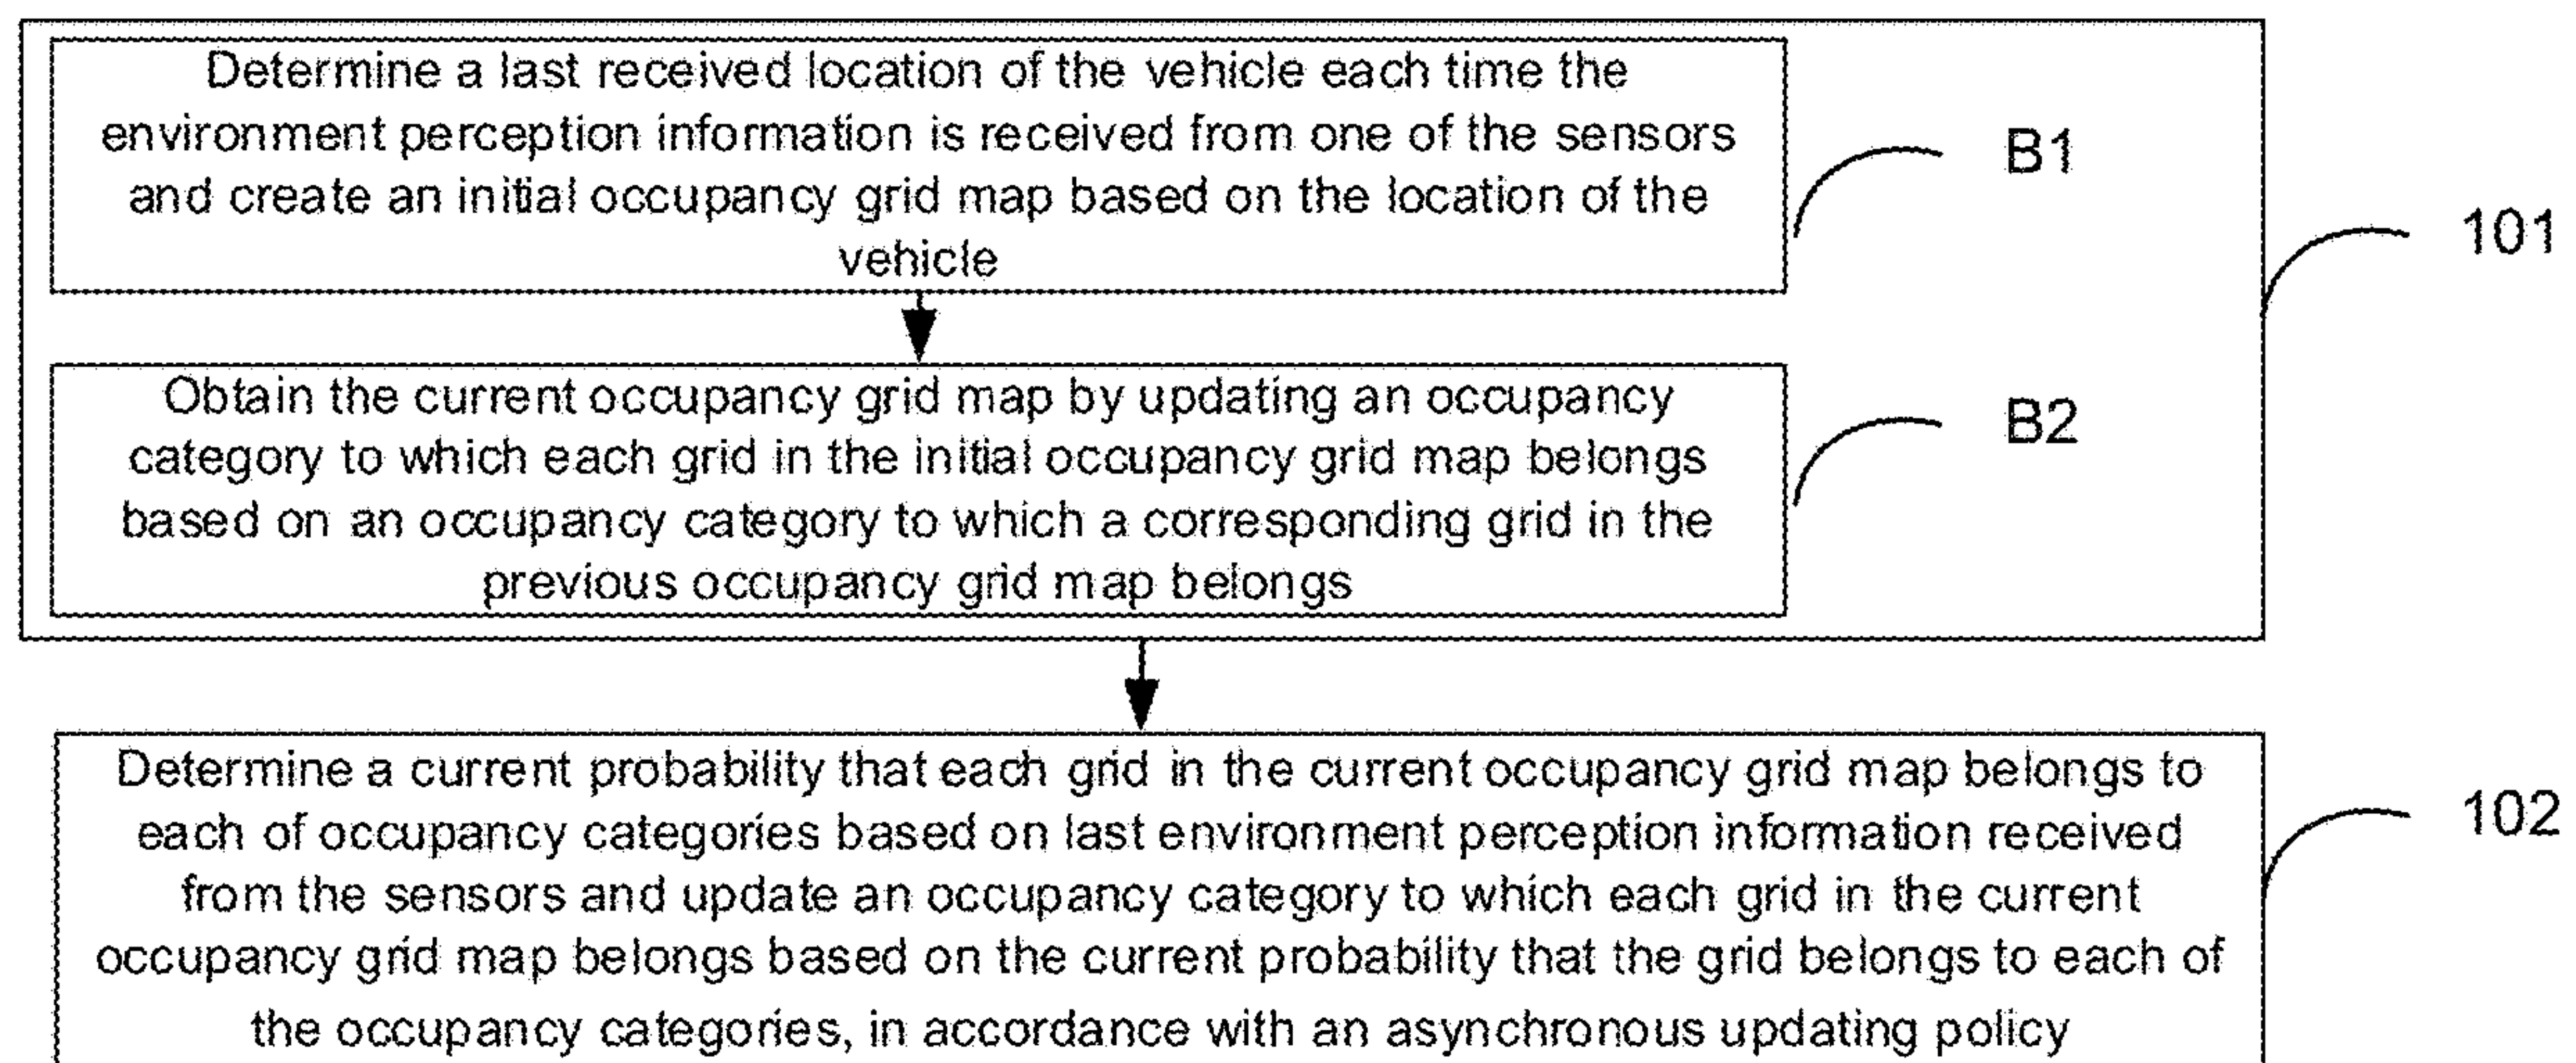 Determine a last received location of the vehicle each time the
environment perception information is received from one of the sensors
and create an initial occupancy grid map based on the location of the
vehicle
B1
101
Obtain the current occupancy grid map by updating an occupancy
category to which each grid in the initial occupancy grid map belongs
based on an occupancy category to which a corresponding grid in the
previous occupancy grid map belongs
B2
Determine a current probability that each grid in the current occupancy grid map belongs to
each of occupancy categories based on last environment perception information received
from the sensors and update an occupancy category to which each grid in the current
occupancy grid map belongs based on the current probability that the grid belongs to each of
the occupancy categories, in accordance with an asynchronous updating policy
102